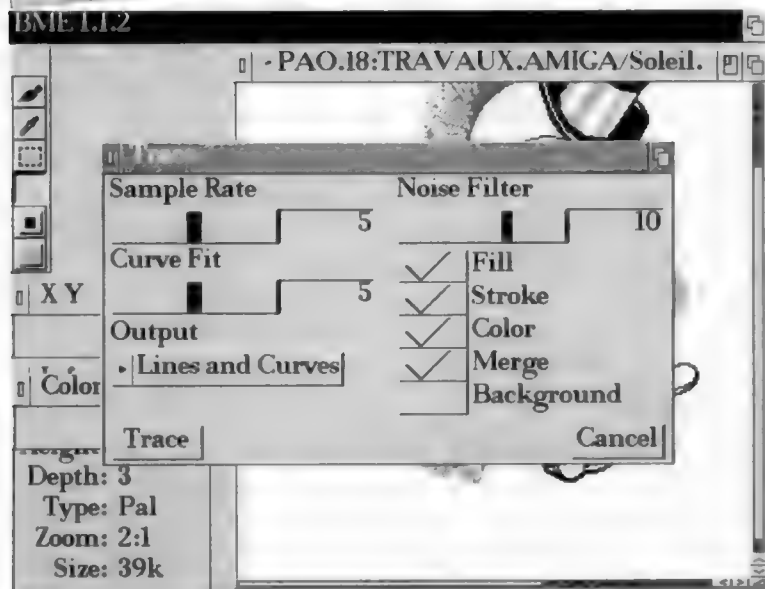 BME 1.1.2
PAO.18:TRAVAUX.AMIGA/Soleil.
Sample Rate
5
Curve Fit
5
Output
Lines and Curves
Trace
Noise Filter
10
Fill
Stroke
Color
Merge
Background
Cancel
X Y
Color
Height
Depth: 3
Type: Pal
Zoom: 2:1
Size: 39k